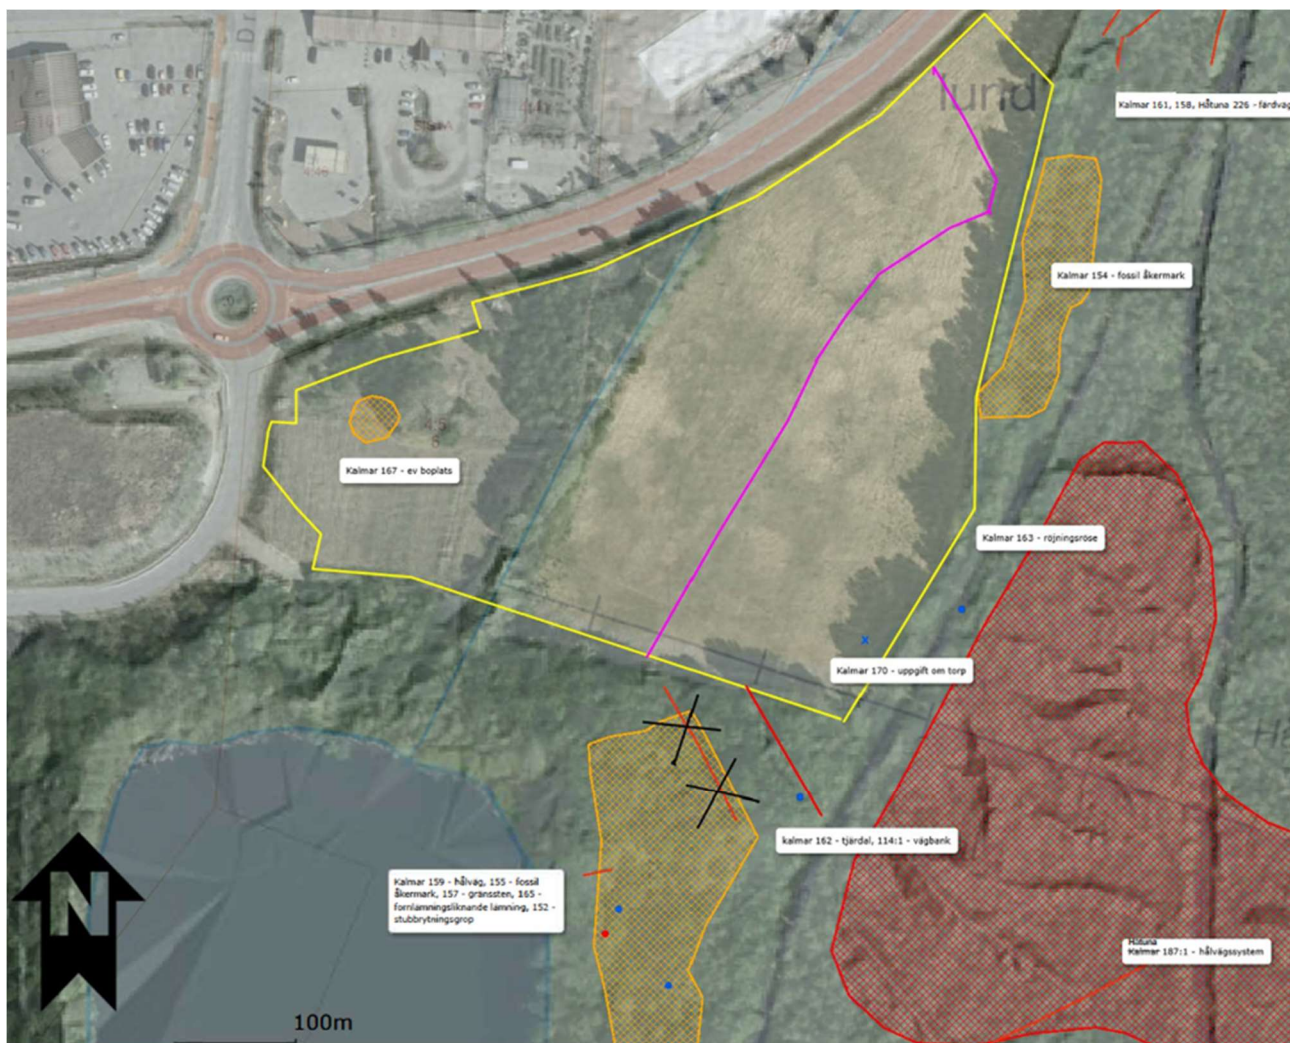 lund
Kalmar 161, 158, Håtuna 226 - färdväg
Kalmar 154 - fossil åkermark
Kalmar 167 - ev boplats
Kalmar 163 - röjningsröse
x
Kalmar 170 - uppgift om torp
kalmar 162 - tjärdal, 114:1 - vägbank
Kalmar 159 - hålväg, 155 - fossil
åkermark, 157 - gränssten, 165 -
fornlämningsliknande lämning, 152 -
stubbrytningsgrop
Håtuna
Kalmar 187:1 - hålvägssystem
N
100m